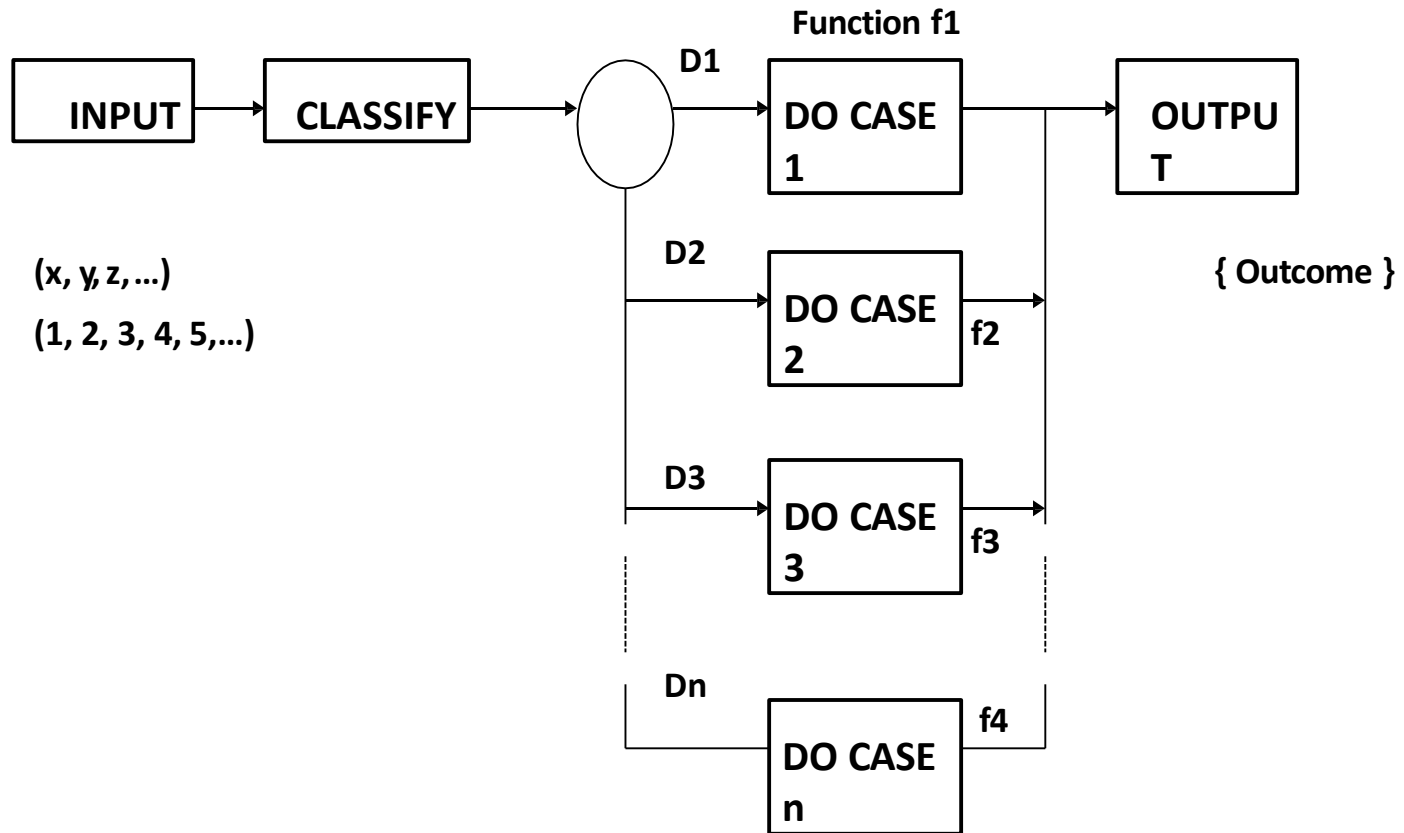 Function f1
D1
INPUT
CLASSIFY
DO CASE
1
OUTPU
T
D2
(x, y, z, …)
{ Outcome }
DO CASE
2
f2
(1, 2, 3, 4, 5,…)
D3
DO CASE
3
f3
Dn
f4
DO CASE
n